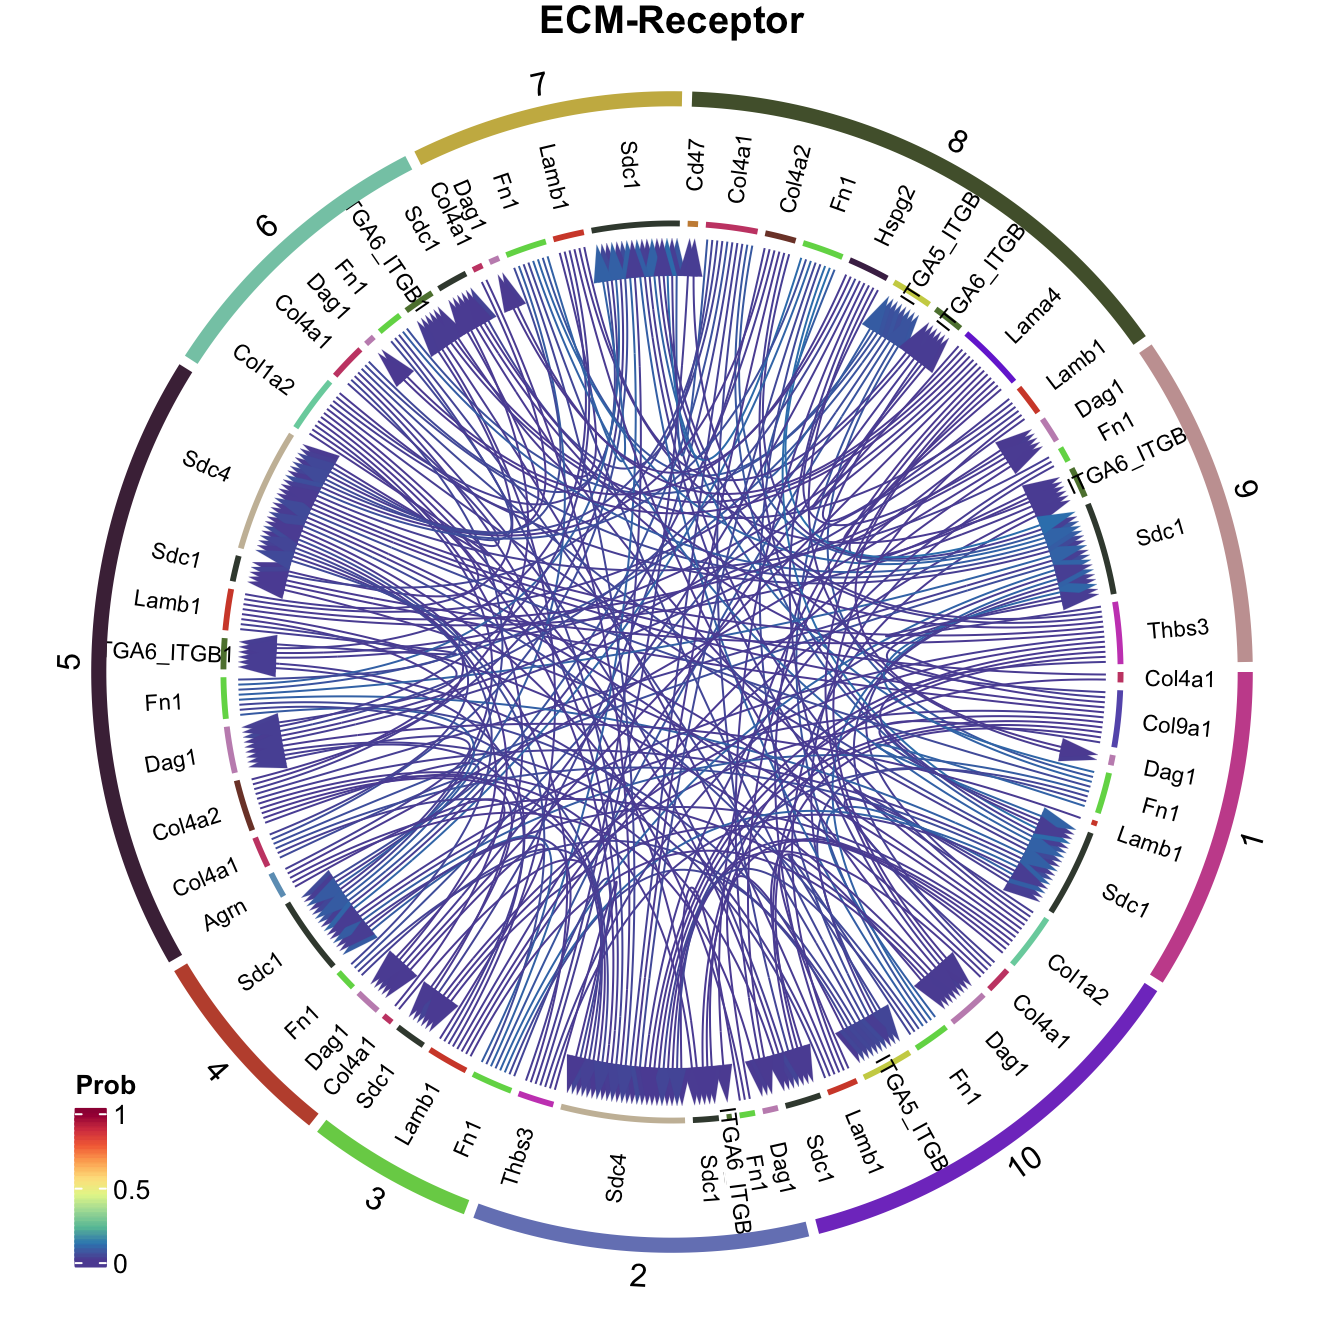 ECM-Receptor
7
Sdc1
Lamb1
Fn1
Dag1
Col4a1
8
Cd47
Col4a1
Col4a2
Fn1
Hspg2
ITGA5_ITGB
ITGA6_ITGB
Lama4
Lamb1
9
Dag1
Fn1
ITGA6_ITGB
Sdc1
Thbs3
1
Col4a1
Col9a1
Dag1
Fn1
Lamb1
Sdc1
10
Col1a2
Col4a1
Dag1
Fn1
ITGA5_ITGB
Lamb1
Sdc1
2
Dag1
Fn1
ITGA6_ITGB
Sdc1
Sdc4
Thbs3
3
Fn1
Lamb1
Sdc1
4
Col4a1
Dag1
Fn1
Sdc1
5
Agrn
Col4a1
Col4a2
Dag1
Fn1
TGA6_ITGB1
Lamb1
Sdc1
Sdc4
6
Col1a2
Col4a1
Dag1
Fn1
TGA6_ITGB1
Sdc1
Prob
1
0.5
0